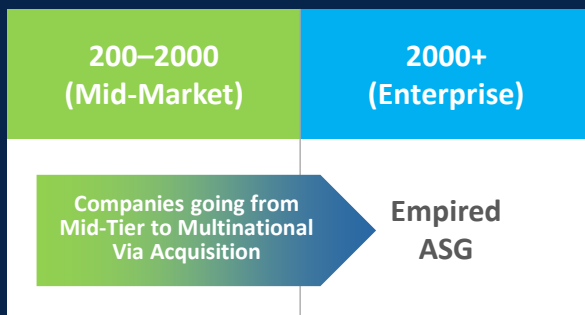 200–2000
(Mid-Market)
2000+
(Enterprise)
Companies going from
Mid-Tier to Multinational
Via Acquisition
Empired
ASG